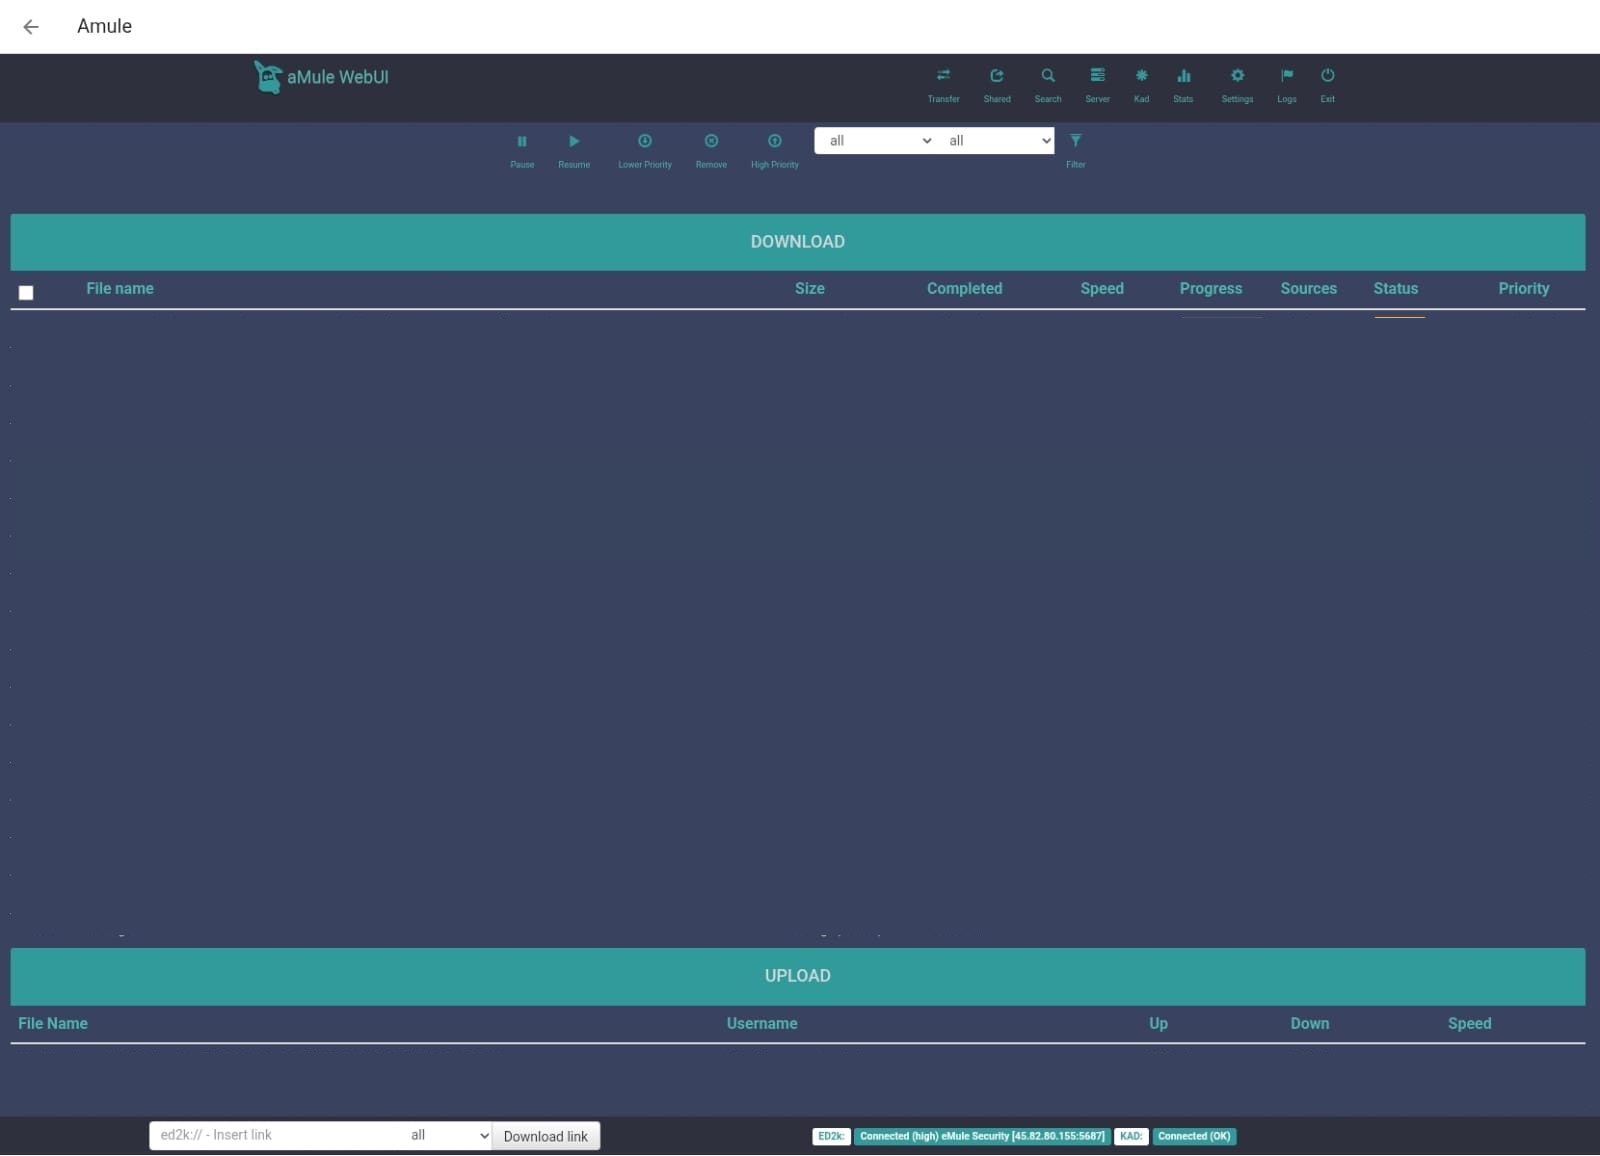 Amule
aMule WebUI
Transfer Shared Search Server Kad Stats Settings Logs Exit
all all
Pause Resume Lower Priority Remove High Priority Filter
DOWNLOAD
File name Size Completed Speed Progress Sources Status Priority
UPLOAD
File Name Username Up Down Speed
ed2k:// - Insert link all Download link ED2k: Connected (high) eMule Security [45.82.80.155:5687] KAD: Connected (OK)